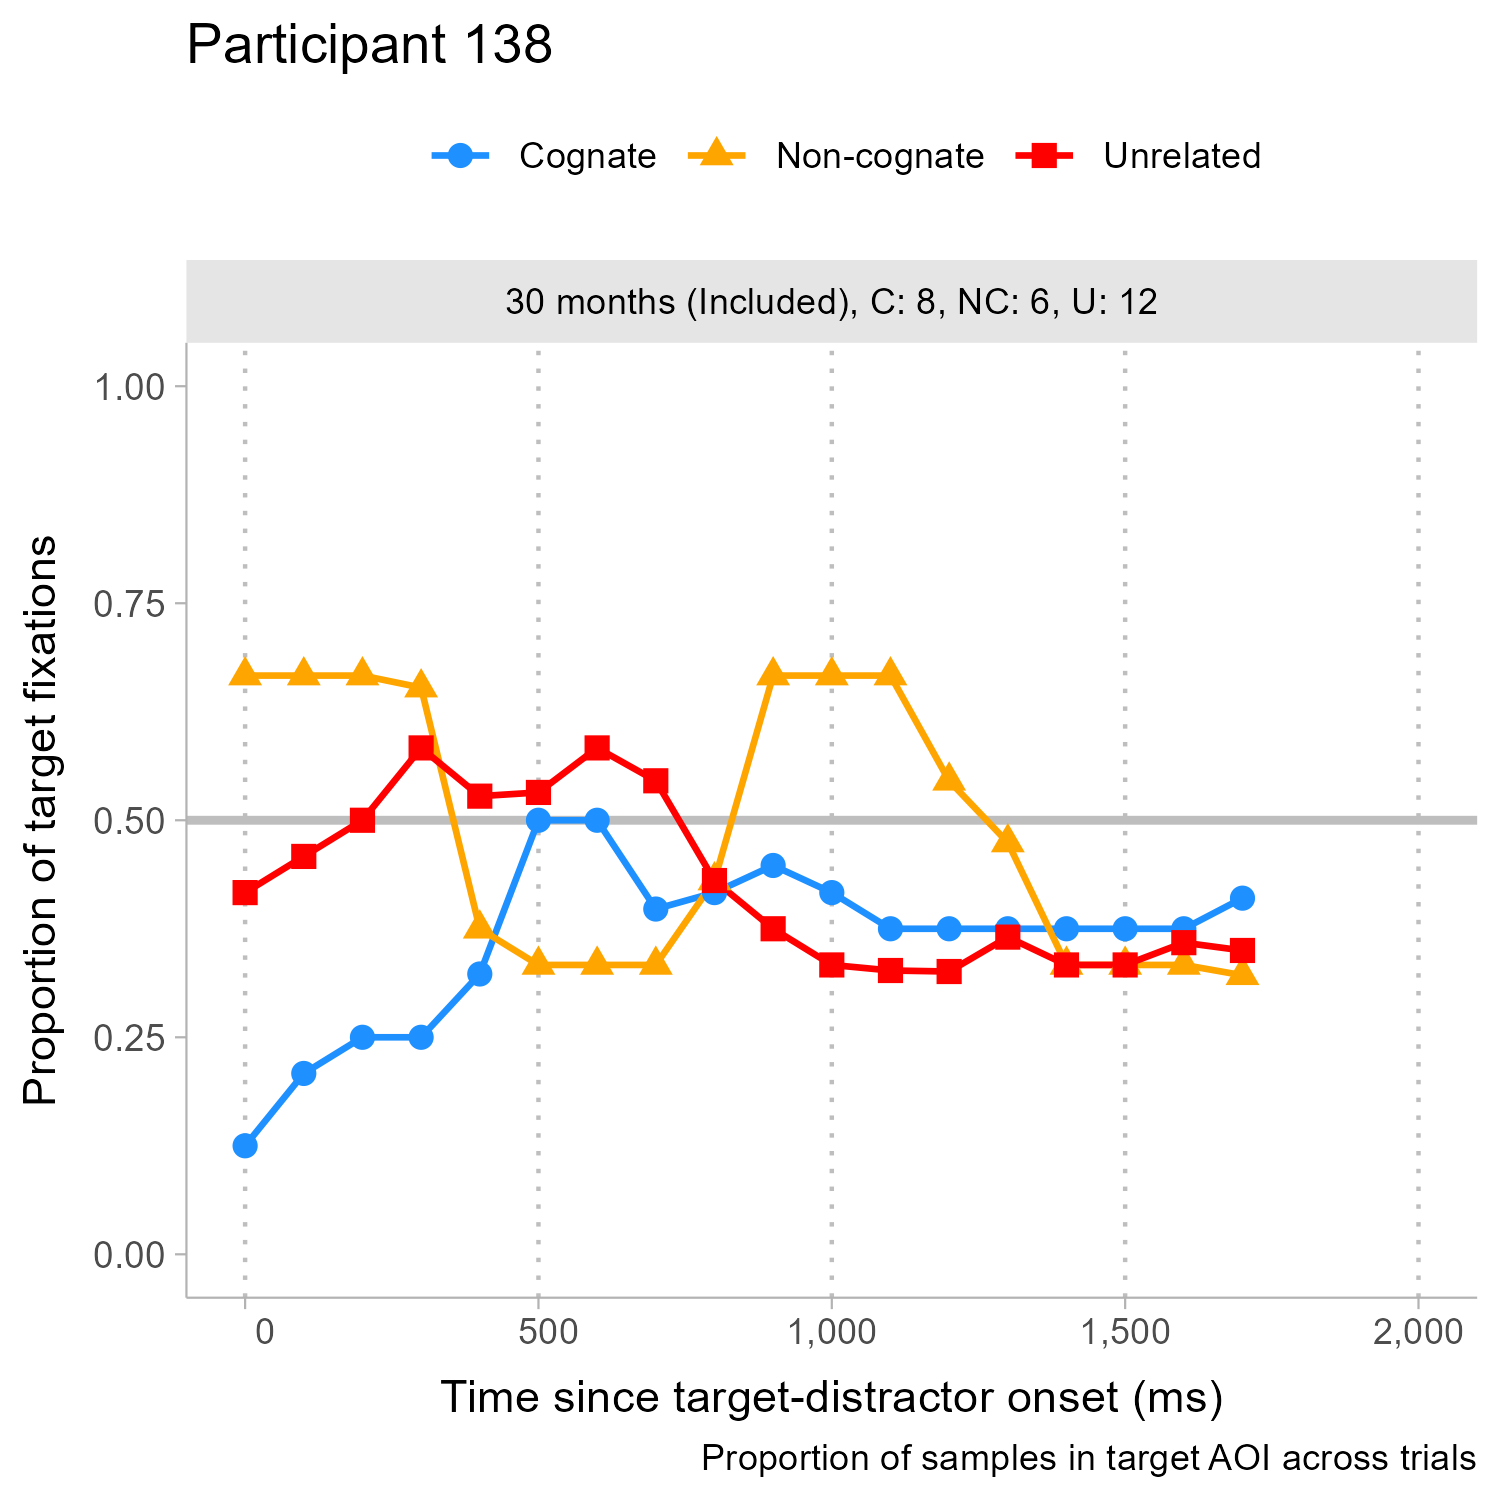 Participant 138
Cognate Non-cognate Unrelated
30 months (Included), C: 8, NC: 6, U: 12
1.00
0.75
0.50
0.25
0.00
Proportion of target fixations
0 500 1,000 1,500 2,000
Time since target-distractor onset (ms)
Proportion of samples in target AOI across trials